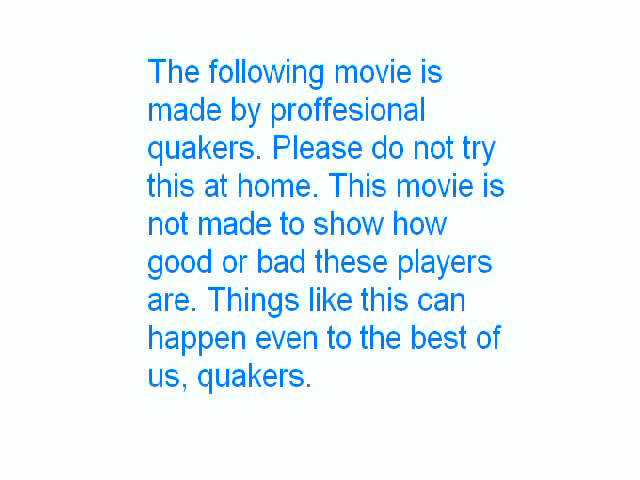 The following movie is
made by proffesional
quakers. Please do not try
this at home. This movie is
not made to show how
good or bad these players
are. Things like this can
happen even to the best of
us, quakers.